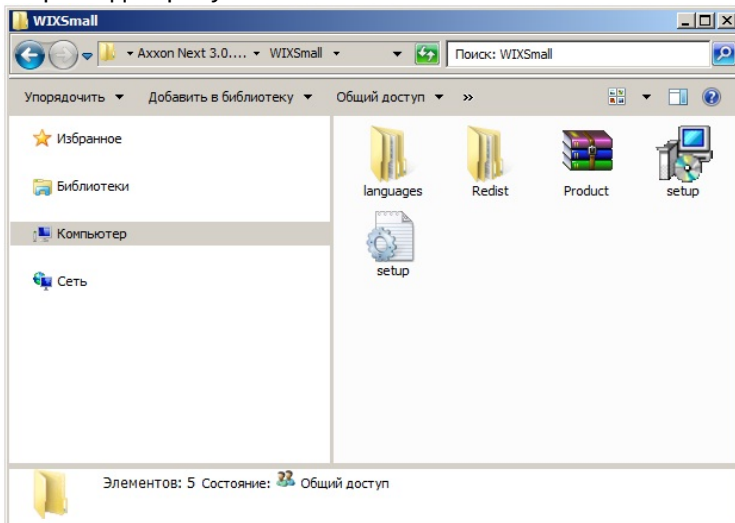 WIXSmall
Axxon Next 3.0.... WIXSmall Поиск: WIXSmall
Упорядочить Добавить в библиотеку Общий доступ »
Избранное
Библиотеки
Компьютер
Сеть
languages Redist Product setup
setup
Элементов: 5 Состояние: Общий доступ